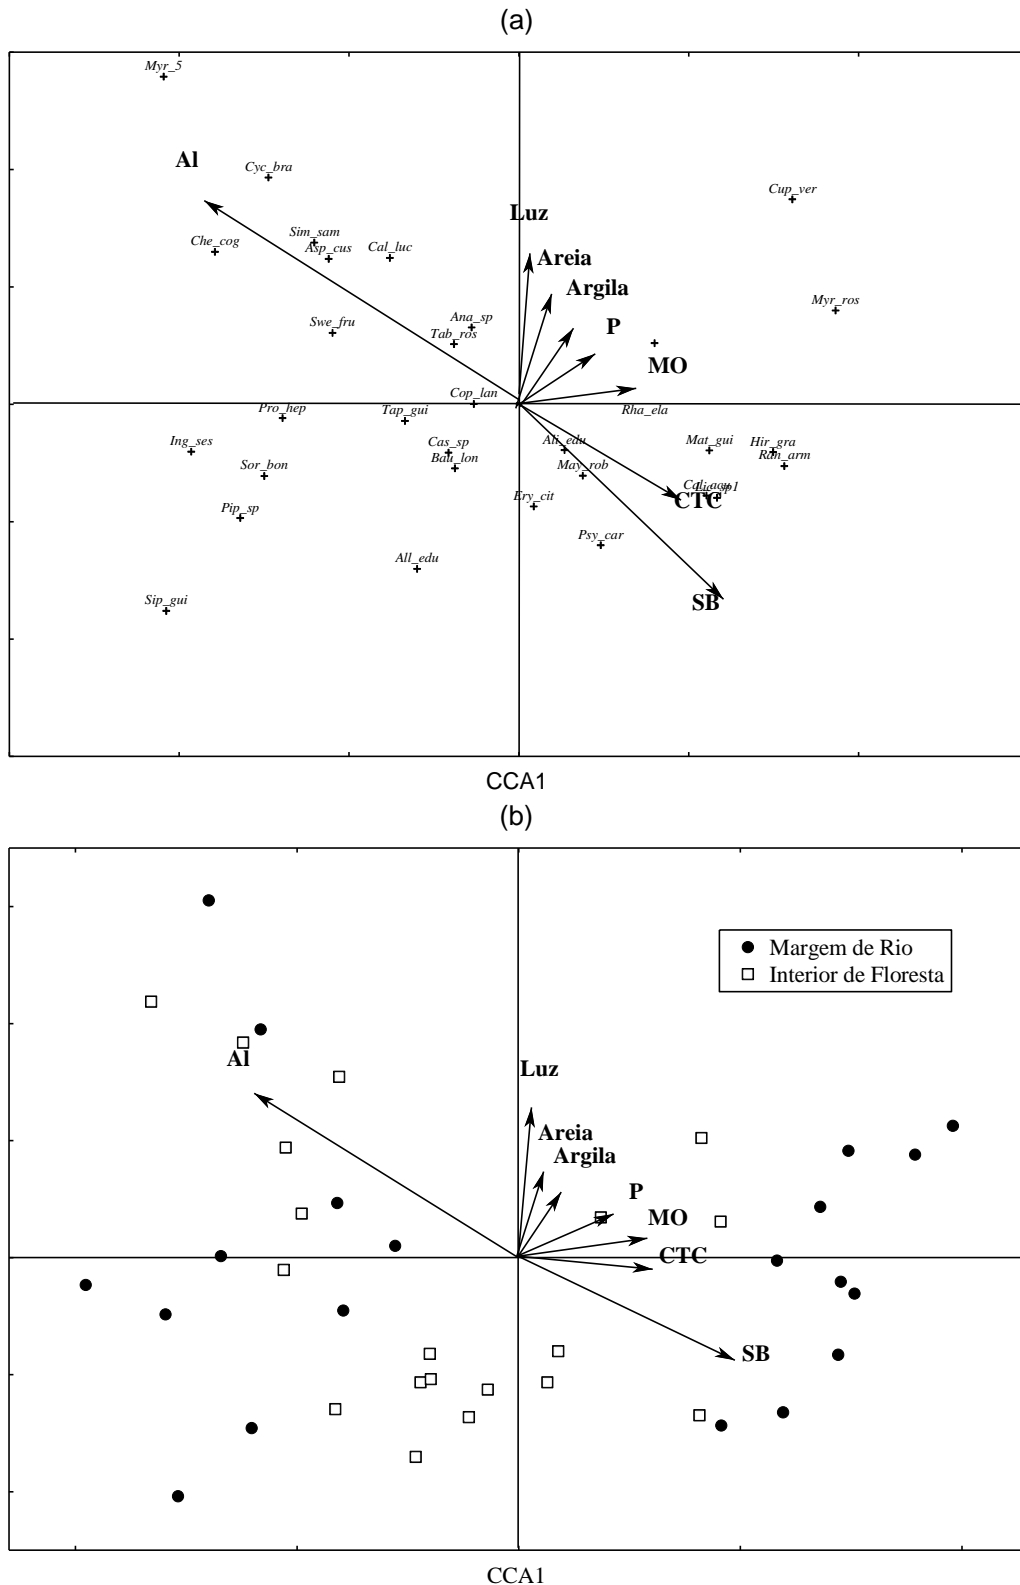 (a)
Myr_5
Al
Cyc_bra
Cup_ver
Luz
Sim_sam
Che_cog
Asp_cus
Cal_luc
Areia
Argila
Myr_ros
Ana_sp
Swe_fru
Tab_ros
P
MO
Cop_lan
Pro_hep
Tap_gui
Rha_ela
Ing_ses
Cas_sp
Ali_edu
Mat_gui
Hir_gra
Sor_bon
Bau_lon
May_rob
Ran_arm
Cal_acu
Lic_sp1
Ery_cit
CTC
Pip_sp
Psy_car
All_edu
Sip_gui
SB
CCA1
(b)
Margem de Rio
Interior de Floresta
Al
Luz
Areia
Argila
P
MO
CTC
SB
CCA1